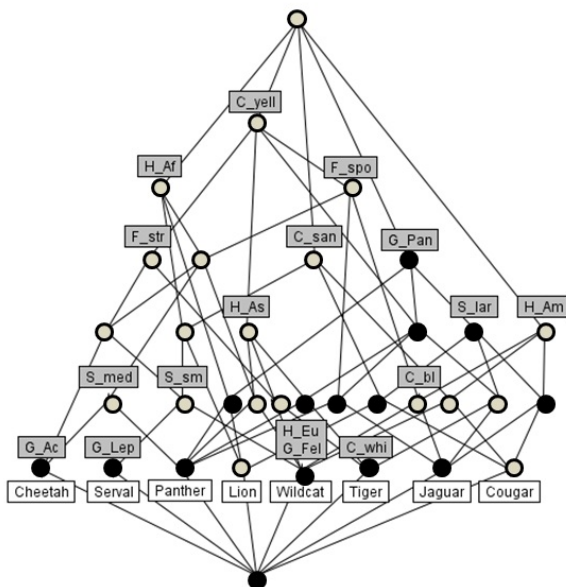 C_yell
H_Af
F_spo
F_str
C_san
G_Pan
H_As
S_lar
H_Am
S_med
S_sm
C_bl
H_Eu
G_Fel
G_Ac
G_Lep
C_whi
Cheetah
Serval
Panther
Lion
Wildcat
Tiger
Jaguar
Cougar